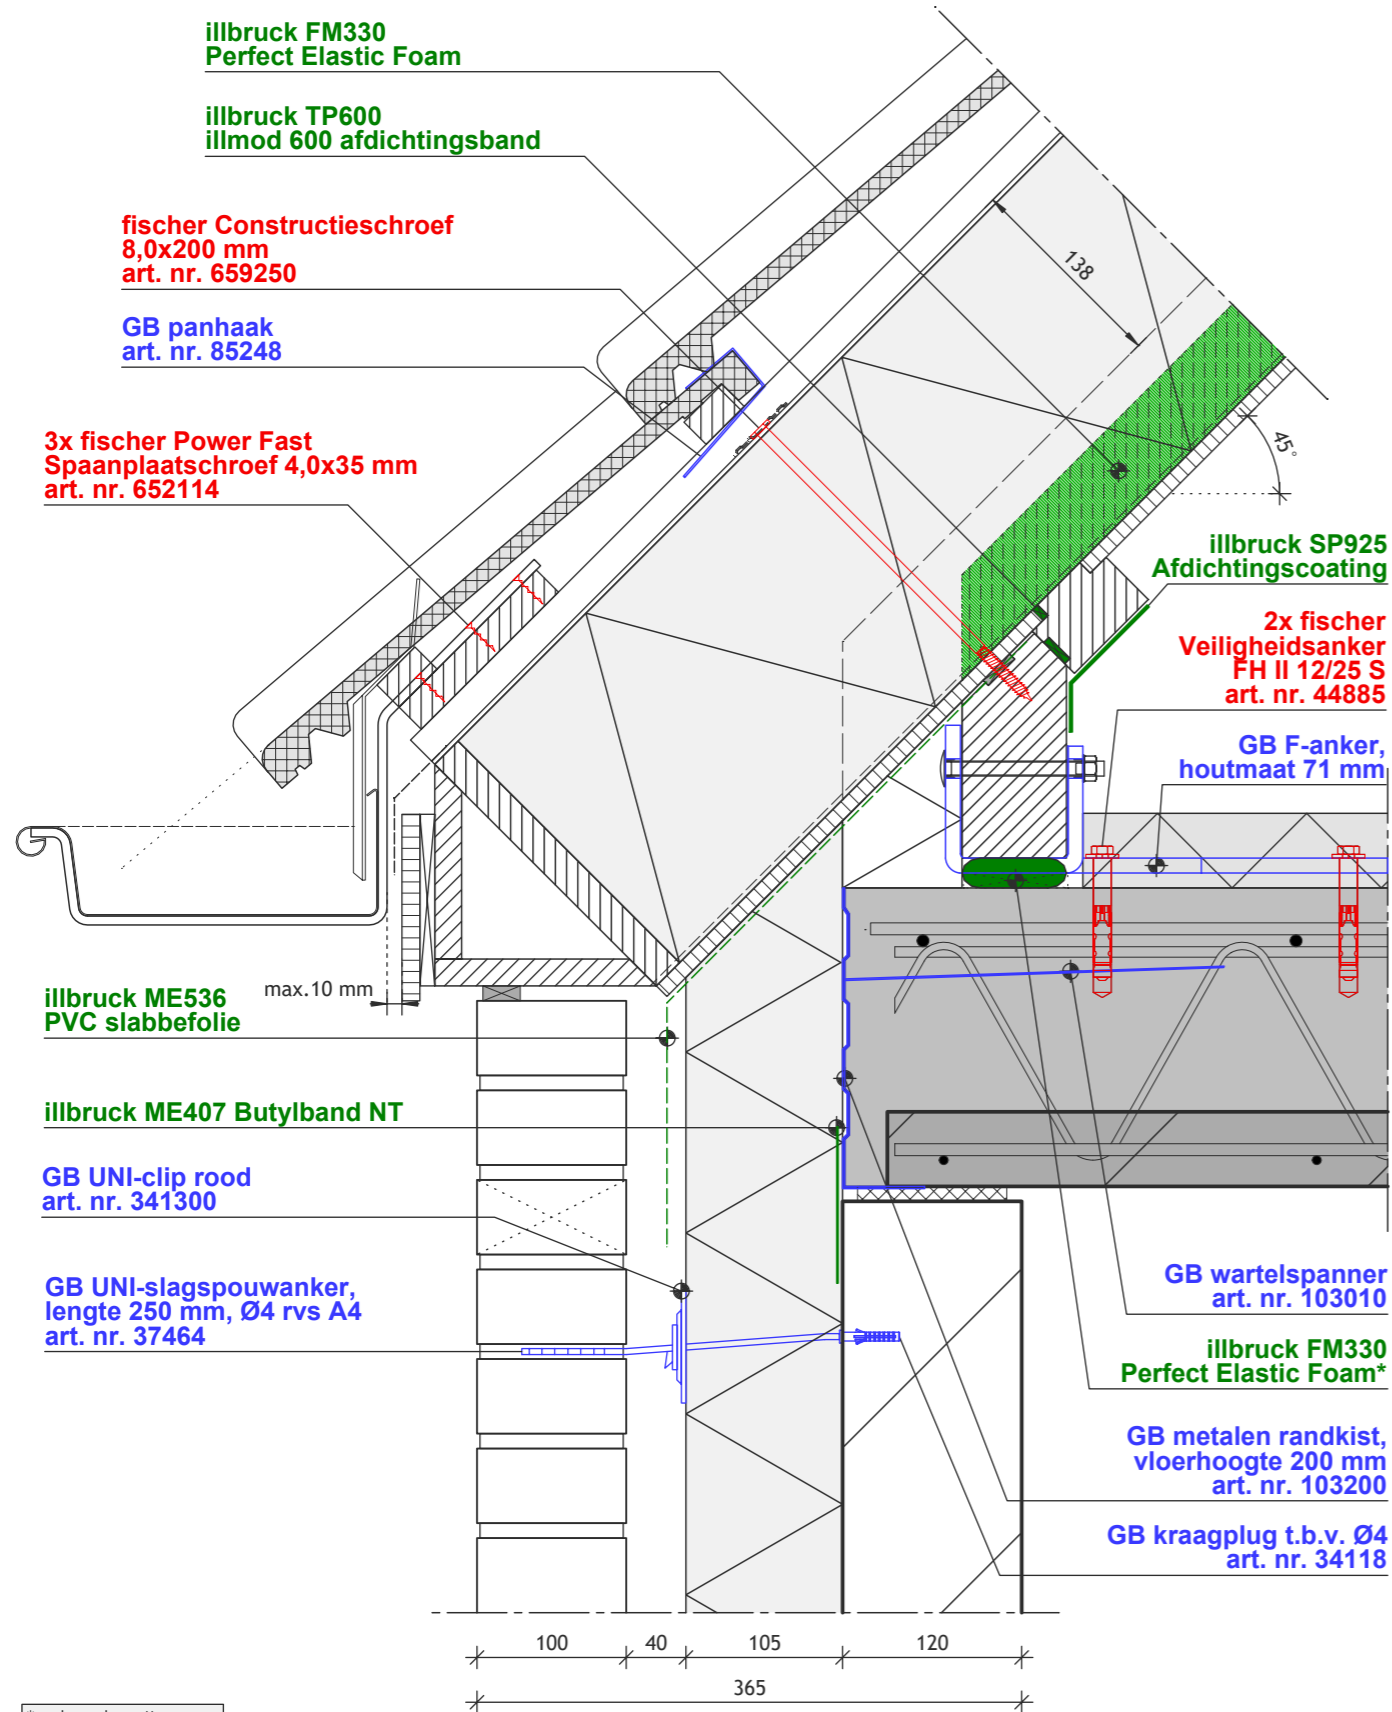 illbruck FM330
Perfect Elastic Foam
illbruck TP600
illmod 600 afdichtingsband
fischer Constructieschroef
8,0x200 mm
art. nr. 659250
GB panhaak
art. nr. 85248
3x fischer Power Fast
Spaanplaatschroef 4,0x35 mm
art. nr. 652114
138
45°
illbruck SP925
Afdichtingscoating
2x fischer
Veiligheidsanker
FH II 12/25 S
art. nr. 44885
GB F-anker,
houtmaat 71 mm
max.10 mm
illbruck ME536
PVC slabbefolie
illbruck ME407 Butylband NT
GB UNI-clip rood
art. nr. 341300
GB UNI-slagspouwanker,
lengte 250 mm, Ø4 rvs A4
art. nr. 37464
GB wartelspanner
art. nr. 103010
illbruck FM330
Perfect Elastic Foam*
GB metalen randkist,
vloerhoogte 200 mm
art. nr. 103200
GB kraagplug t.b.v. Ø4
art. nr. 34118
100 40 105 120
365